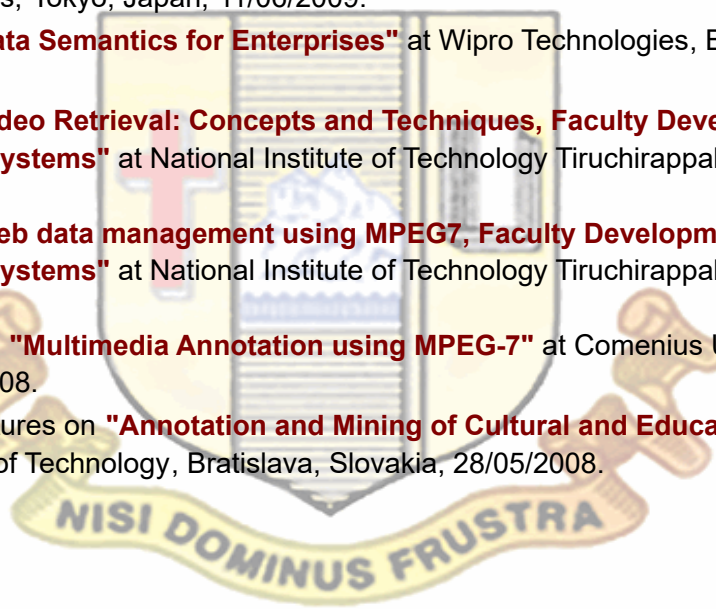 s, Tokyo, Japan, 11/06/2009.
ata Semantics for Enterprises" at Wipro Technologies, E
deo Retrieval: Concepts and Techniques, Faculty Deve
ystems" at National Institute of Technology Tiruchirappal
eb data management using MPEG7, Faculty Developm
ystems" at National Institute of Technology Tiruchirappal
"Multimedia Annotation using MPEG-7" at Comenius U
08.
ures on "Annotation and Mining of Cultural and Educa
of Technology, Bratislava, Slovakia, 28/05/2008.
NISI DOMINUS FRUSTRA